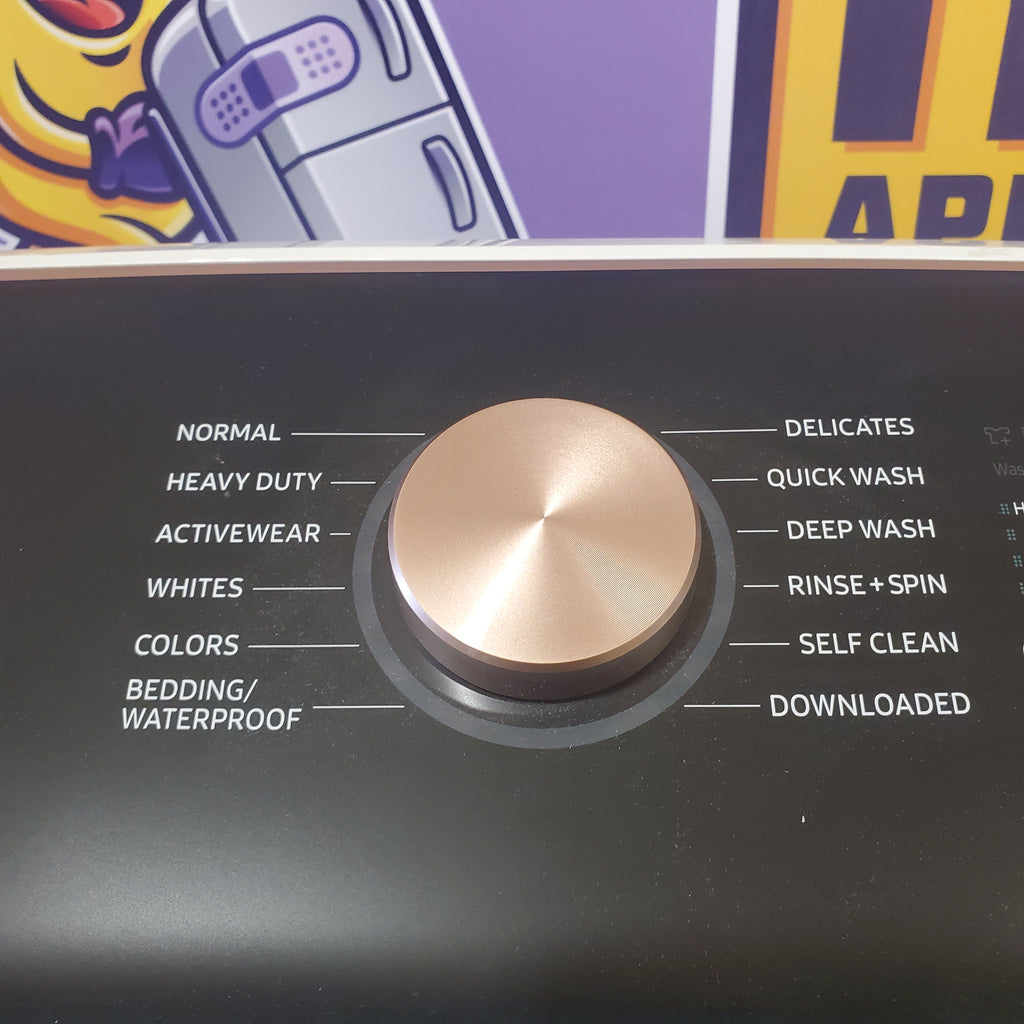 NORMAL
HEAVY DUTY
ACTIVEWEAR
WHITES
COLORS
BEDDING/
WATERPROOF
DELICATES
QUICK WASH
DEEP WASH
RINSE+SPIN
SELF CLEAN
DOWNLOADED